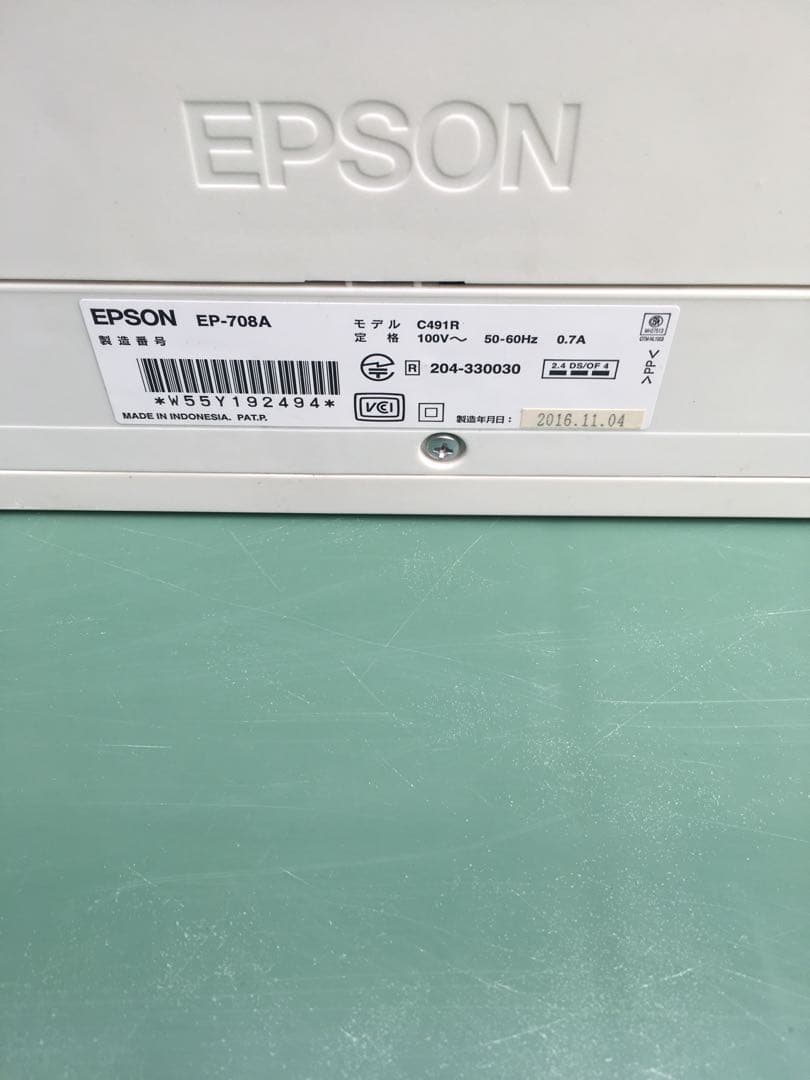 EPSON
EPSON EP-708A
製造番号
*W55Y192494*
MADE IN INDONESIA. PAT.P.
モデル C491R
定格 100V～ 50-60Hz 0.7A
R 204-330030
2.4 DS/OF 4
VCI
製造年月日： 2016.11.04
>PP<